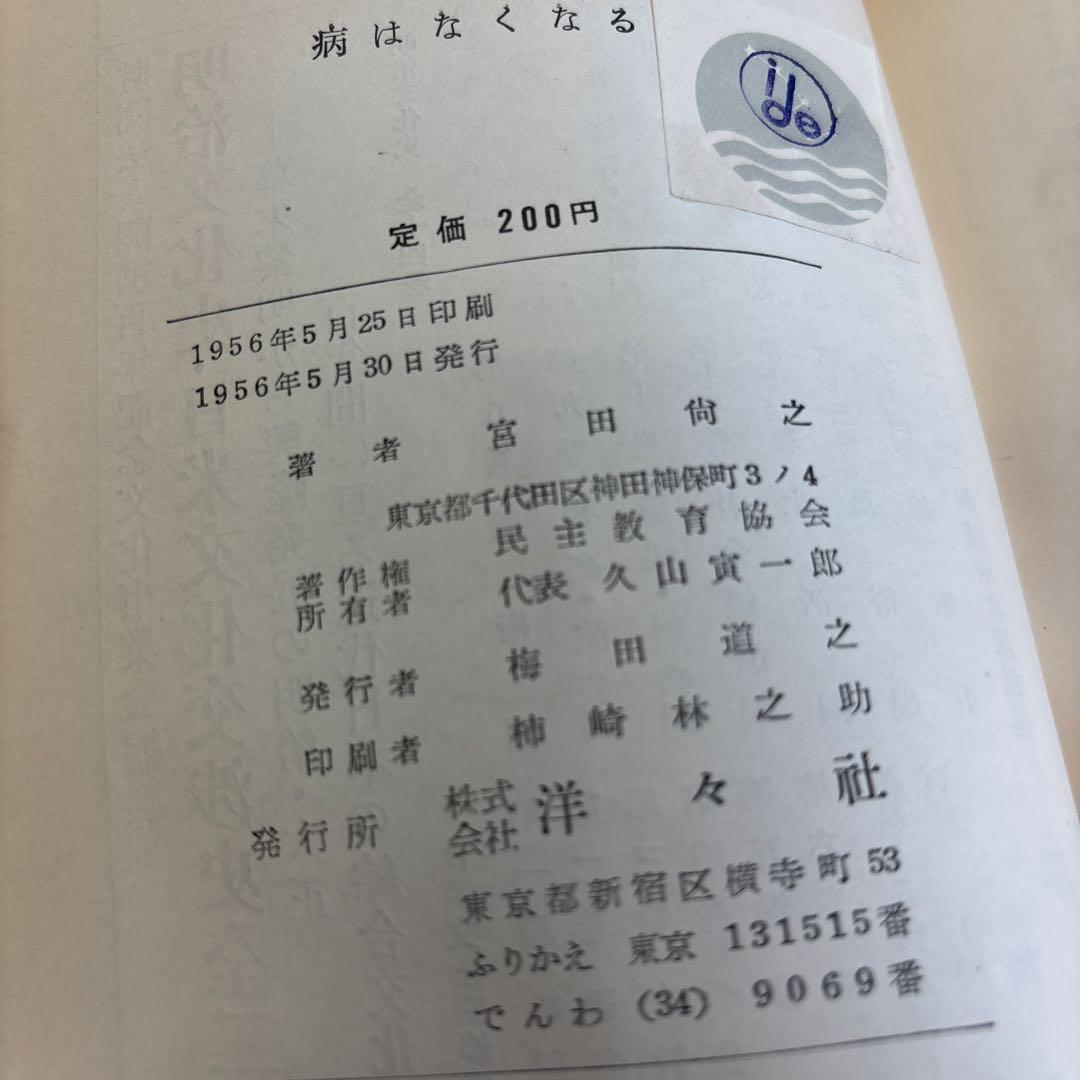 病はなくなる
ide
定価 200円
1956年5月25日印刷
1956年5月30日発行
著者 宮田尙之
東京都千代田区神田神保町3ノ4
民主教育協会
著作権所有者 代表 久山寅一郎
発行者 梅田道之
印刷者 柿崎林之助
発行所 株式会社 洋々社
東京都新宿区横寺町53
ふりかえ 東京 131515番
でんわ (34) 9069番